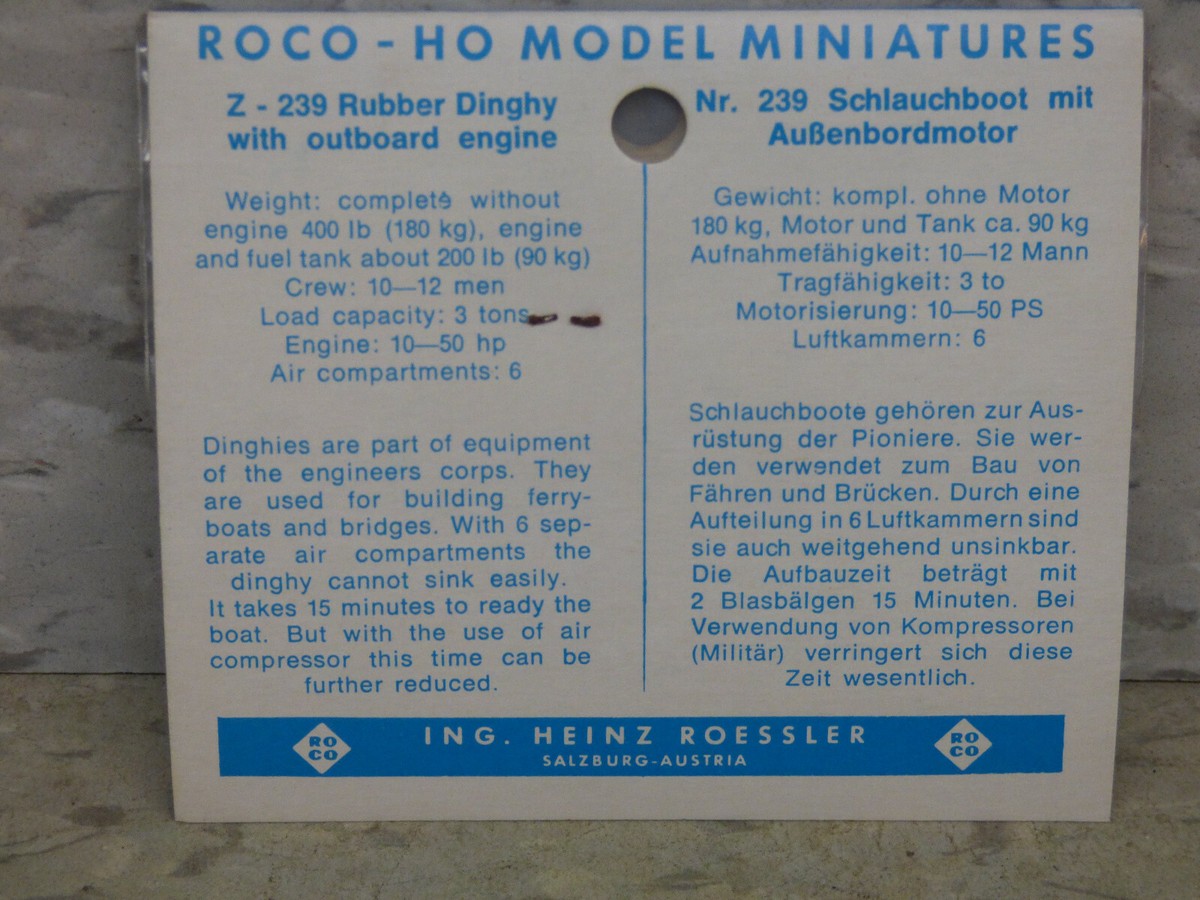 ROCO - HO MODEL MINIATURES
Z - 239 Rubber Dinghy
with outboard engine
Weight: complete without
engine 400 lb (180 kg), engine
and fuel tank about 200 lb (90 kg)
Crew: 10—12 men
Load capacity: 3 tons
Engine: 10—50 hp
Air compartments: 6
Dinghies are part of equipment
of the engineers corps. They
are used for building ferry-
boats and bridges. With 6 sep-
arate air compartments the
dinghy cannot sink easily.
It takes 15 minutes to ready the
boat. But with the use of air
compressor this time can be
further reduced.
Nr. 239 Schlauchboot mit
Außenbordmotor
Gewicht: kompl. ohne Motor
180 kg, Motor und Tank ca. 90 kg
Aufnahmefähigkeit: 10—12 Mann
Tragfähigkeit: 3 to
Motorisierung: 10—50 PS
Luftkammern: 6
Schlauchboote gehören zur Aus-
rüstung der Pioniere. Sie wer-
den verwendet zum Bau von
Fähren und Brücken. Durch eine
Aufteilung in 6 Luftkammern sind
sie auch weitgehend unsinkbar.
Die Aufbauzeit beträgt mit
2 Blasbälgen 15 Minuten. Bei
Verwendung von Kompressoren
(Militär) verringert sich diese
Zeit wesentlich.
RO
CO
ING. HEINZ ROESSLER
SALZBURG-AUSTRIA
RO
CO